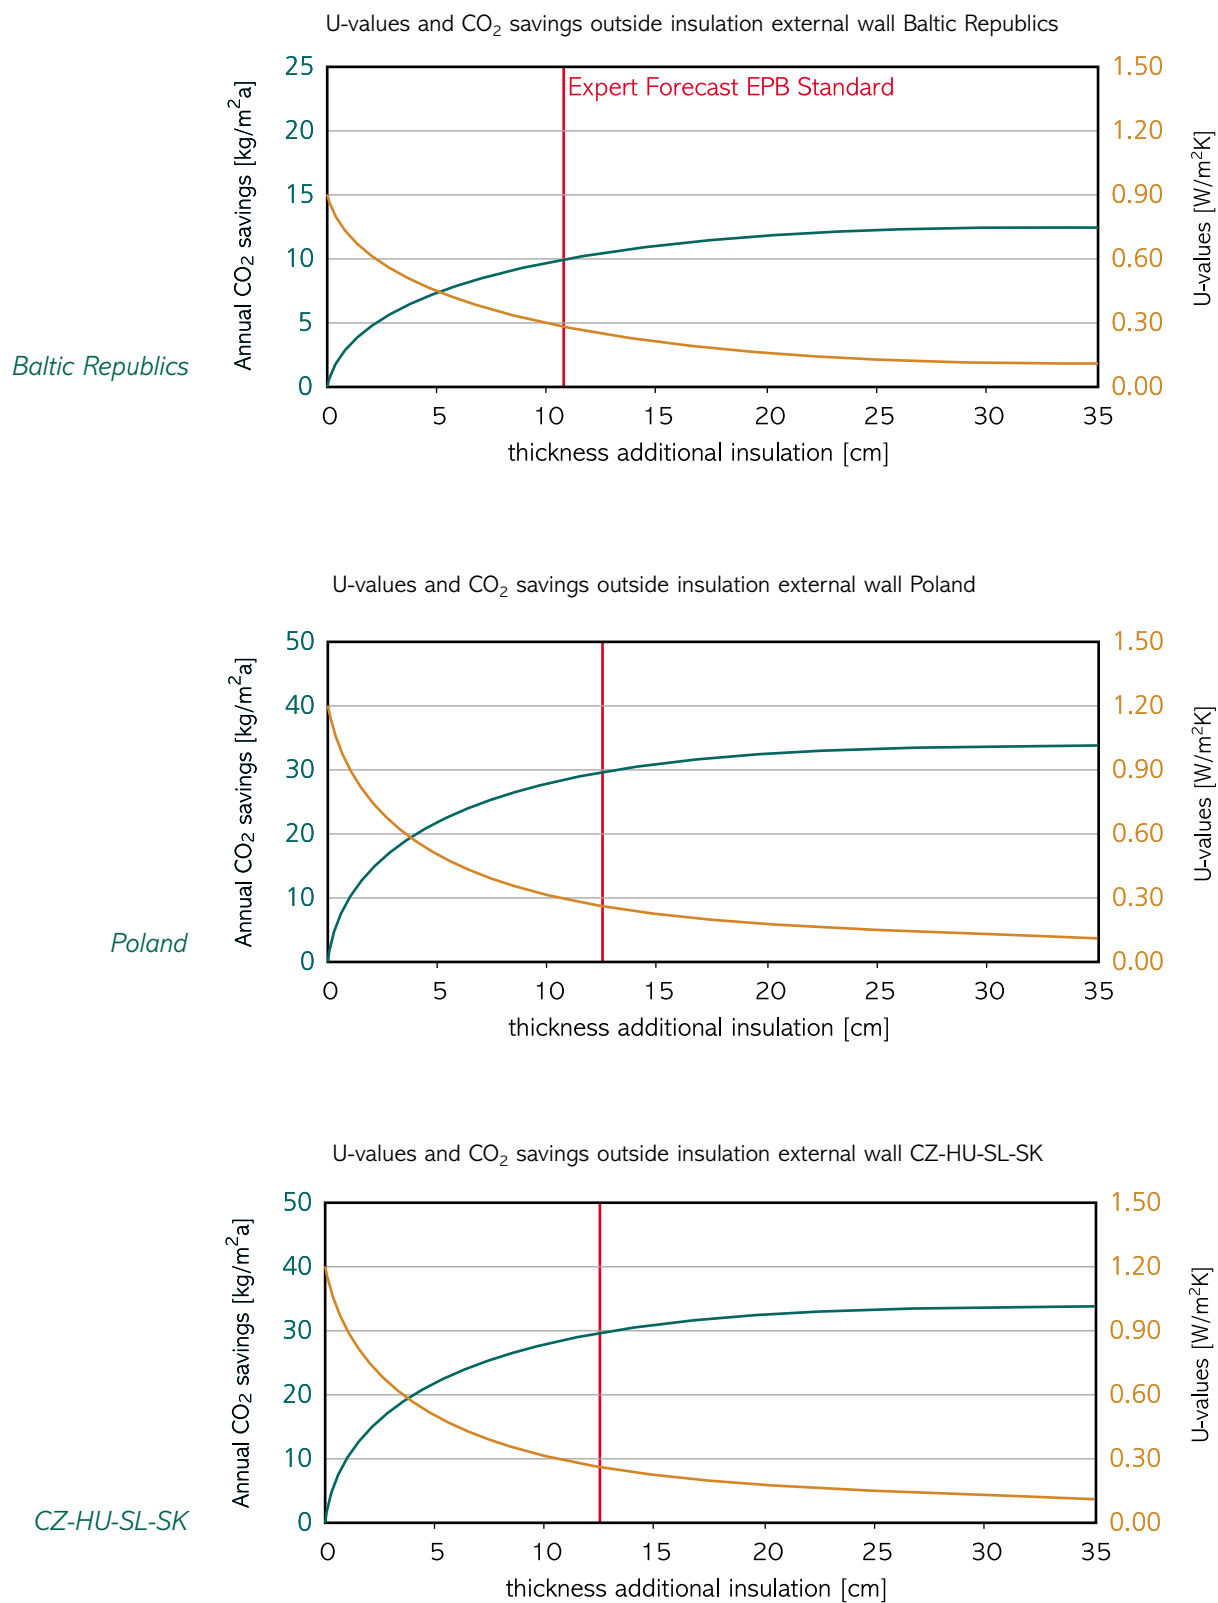 U-values and CO2 savings outside insulation external wall Baltic Republics
Annual CO2 savings [kg/m2a]
25
20
15
10
5
0
Expert Forecast EPB Standard
1.50
1.20
0.90
0.60
0.30
0.00
U-values [W/m2K]
Baltic Republics
0 5 10 15 20 25 30 35
thickness additional insulation [cm]
U-values and CO2 savings outside insulation external wall Poland
Annual CO2 savings [kg/m2a]
50
40
30
20
10
0
1.50
1.20
0.90
0.60
0.30
0.00
U-values [W/m2K]
Poland
0 5 10 15 20 25 30 35
thickness additional insulation [cm]
U-values and CO2 savings outside insulation external wall CZ-HU-SL-SK
Annual CO2 savings [kg/m2a]
50
40
30
20
10
0
1.50
1.20
0.90
0.60
0.30
0.00
U-values [W/m2K]
CZ-HU-SL-SK
0 5 10 15 20 25 30 35
thickness additional insulation [cm]